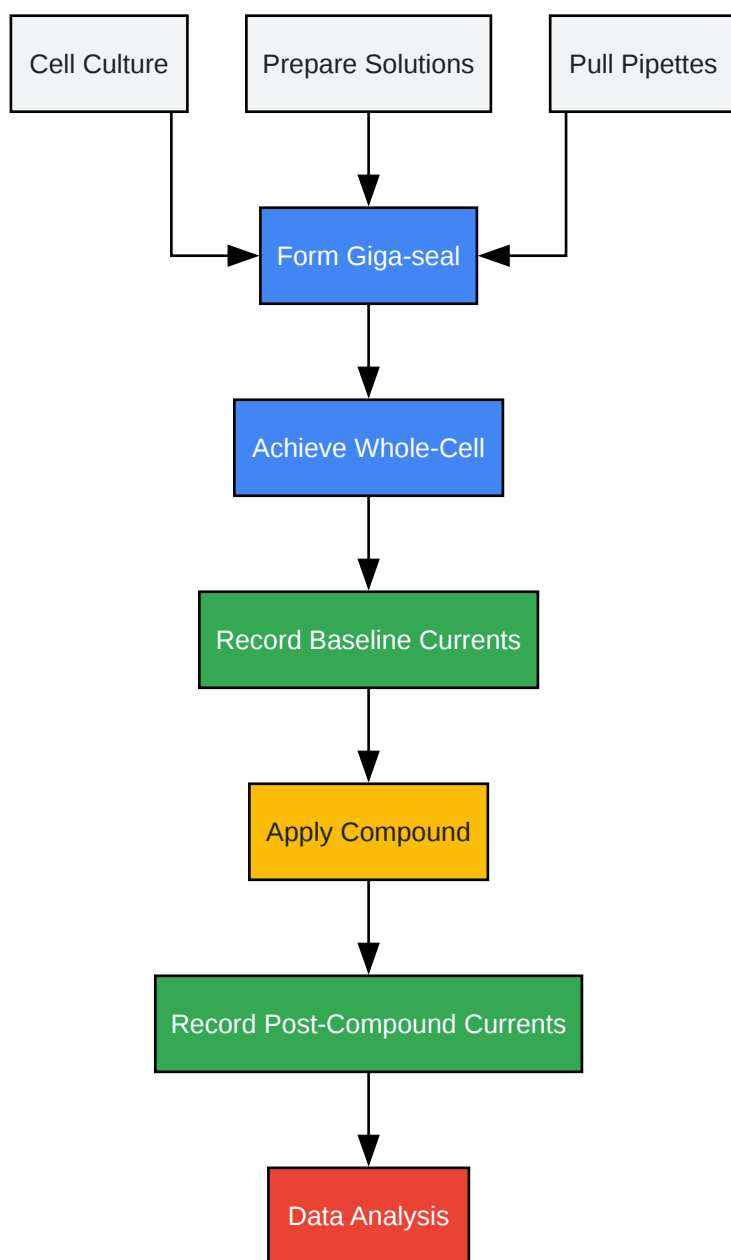 Cell Culture
Prepare Solutions
Pull Pipettes
Form Giga-seal
Achieve Whole-Cell
Record Baseline Currents
Apply Compound
Record Post-Compound Currents
Data Analysis